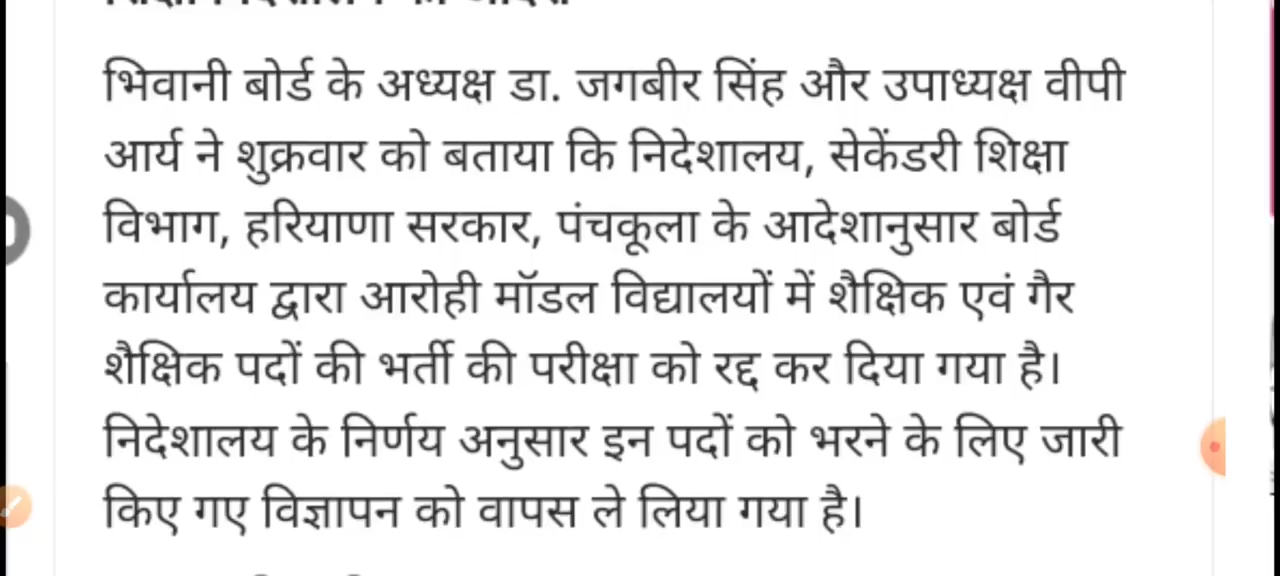 भिवानी बोर्ड के अध्यक्ष डा. जगबीर सिंह और उपाध्यक्ष वीपी
आर्य ने शुक्रवार को बताया कि निदेशालय, सेकेंडरी शिक्षा
विभाग, हरियाणा सरकार, पंचकूला के आदेशानुसार बोर्ड
कार्यालय द्वारा आरोही मॉडल विद्यालयों में शैक्षिक एवं गैर
शैक्षिक पदों की भर्ती की परीक्षा को रद्द कर दिया गया है।
निदेशालय के निर्णय अनुसार इन पदों को भरने के लिए जारी
किए गए विज्ञापन को वापस ले लिया गया है।